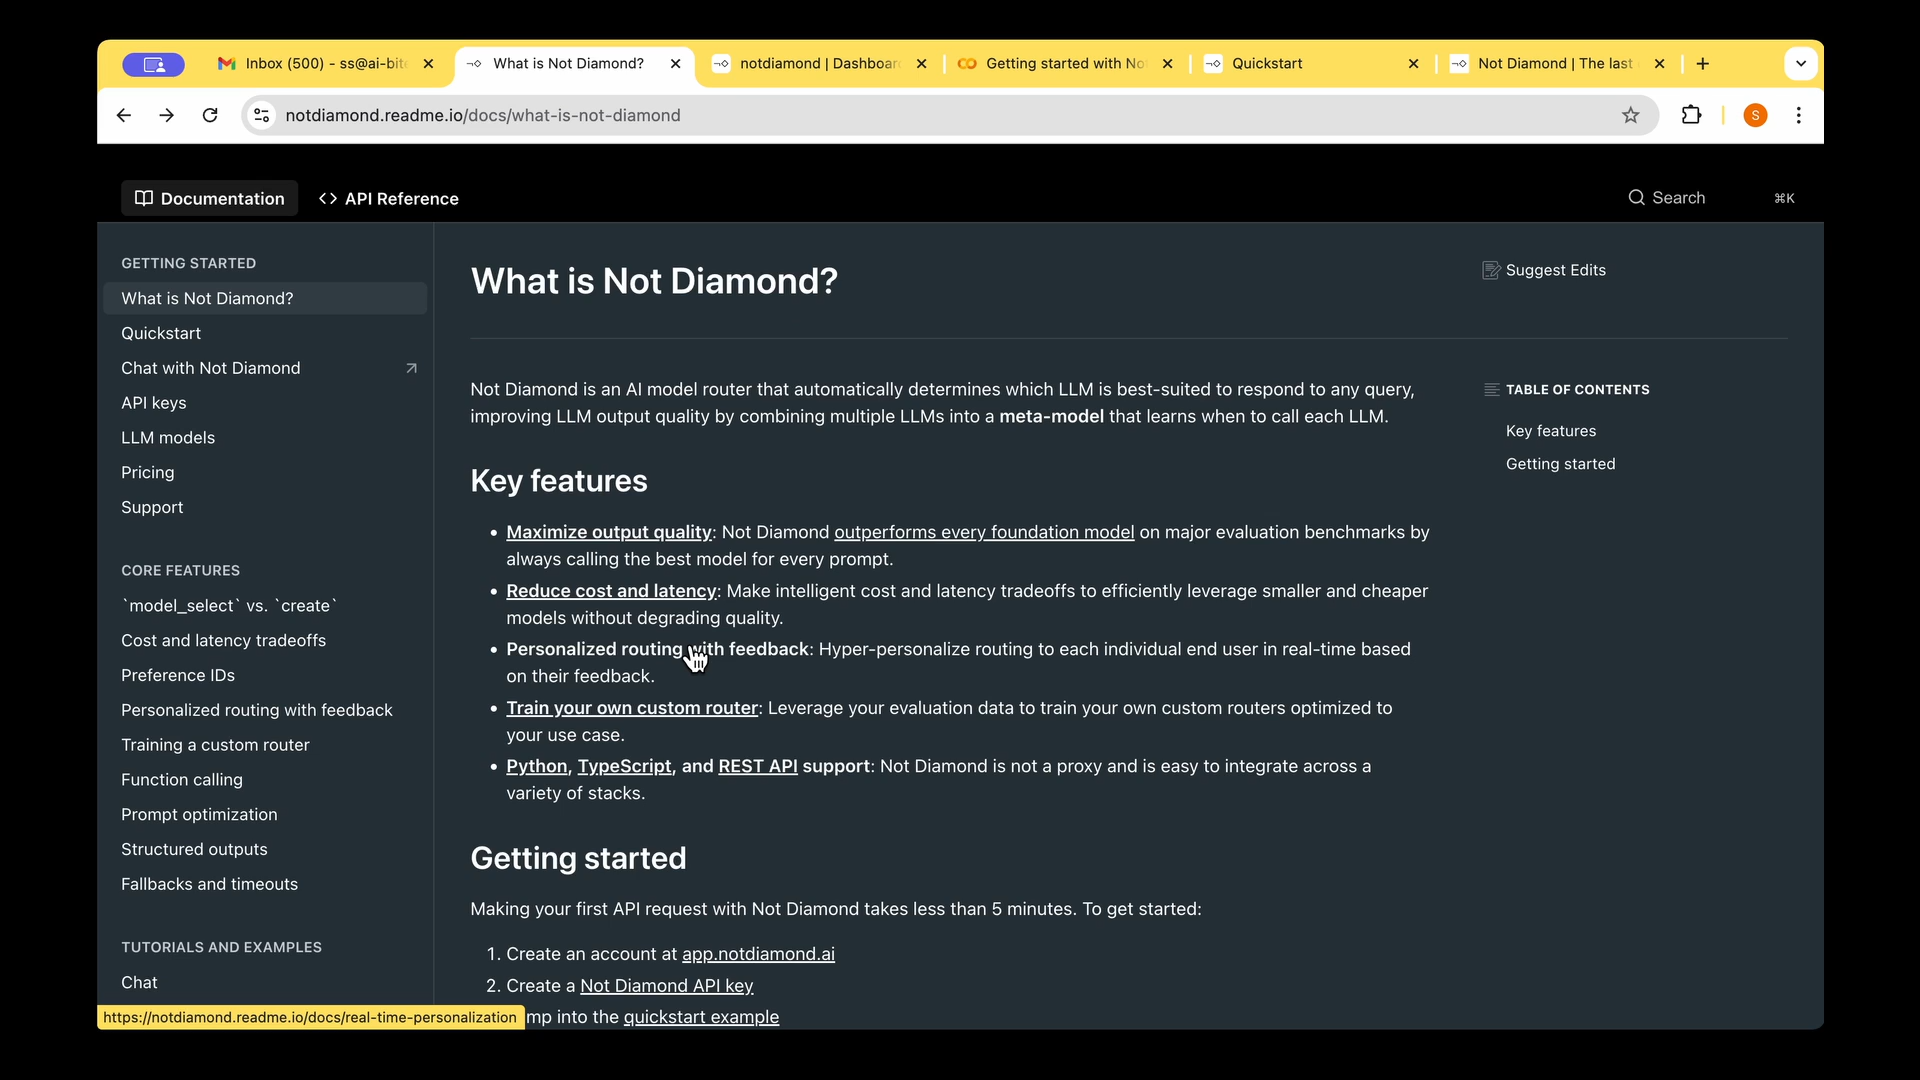 Inbox (500) - ss@ai-bit
What is Not Diamond?
notdiamond | Dashboar
Getting started with No
Quickstart
Not Diamond | The last
notdiamond.readme.io/docs/what-is-not-diamond
S
Documentation
<> API Reference
Search
⌘K
GETTING STARTED
What is Not Diamond?
Quickstart
Chat with Not Diamond
API keys
LLM models
Pricing
Support
CORE FEATURES
`model_select` vs. `create`
Cost and latency tradeoffs
Preference IDs
Personalized routing with feedback
Training a custom router
Function calling
Prompt optimization
Structured outputs
Fallbacks and timeouts
TUTORIALS AND EXAMPLES
Chat
What is Not Diamond?
Suggest Edits
Not Diamond is an AI model router that automatically determines which LLM is best-suited to respond to any query,
improving LLM output quality by combining multiple LLMs into a meta-model that learns when to call each LLM.
TABLE OF CONTENTS
Key features
Getting started
Key features
• Maximize output quality: Not Diamond outperforms every foundation model on major evaluation benchmarks by
always calling the best model for every prompt.
• Reduce cost and latency: Make intelligent cost and latency tradeoffs to efficiently leverage smaller and cheaper
models without degrading quality.
• Personalized routing with feedback: Hyper-personalize routing to each individual end user in real-time based
on their feedback.
• Train your own custom router: Leverage your evaluation data to train your own custom routers optimized to
your use case.
• Python, TypeScript, and REST API support: Not Diamond is not a proxy and is easy to integrate across a
variety of stacks.
Getting started
Making your first API request with Not Diamond takes less than 5 minutes. To get started:
1. Create an account at app.notdiamond.ai
2. Create a Not Diamond API key
mp into the quickstart example
https://notdiamond.readme.io/docs/real-time-personalization